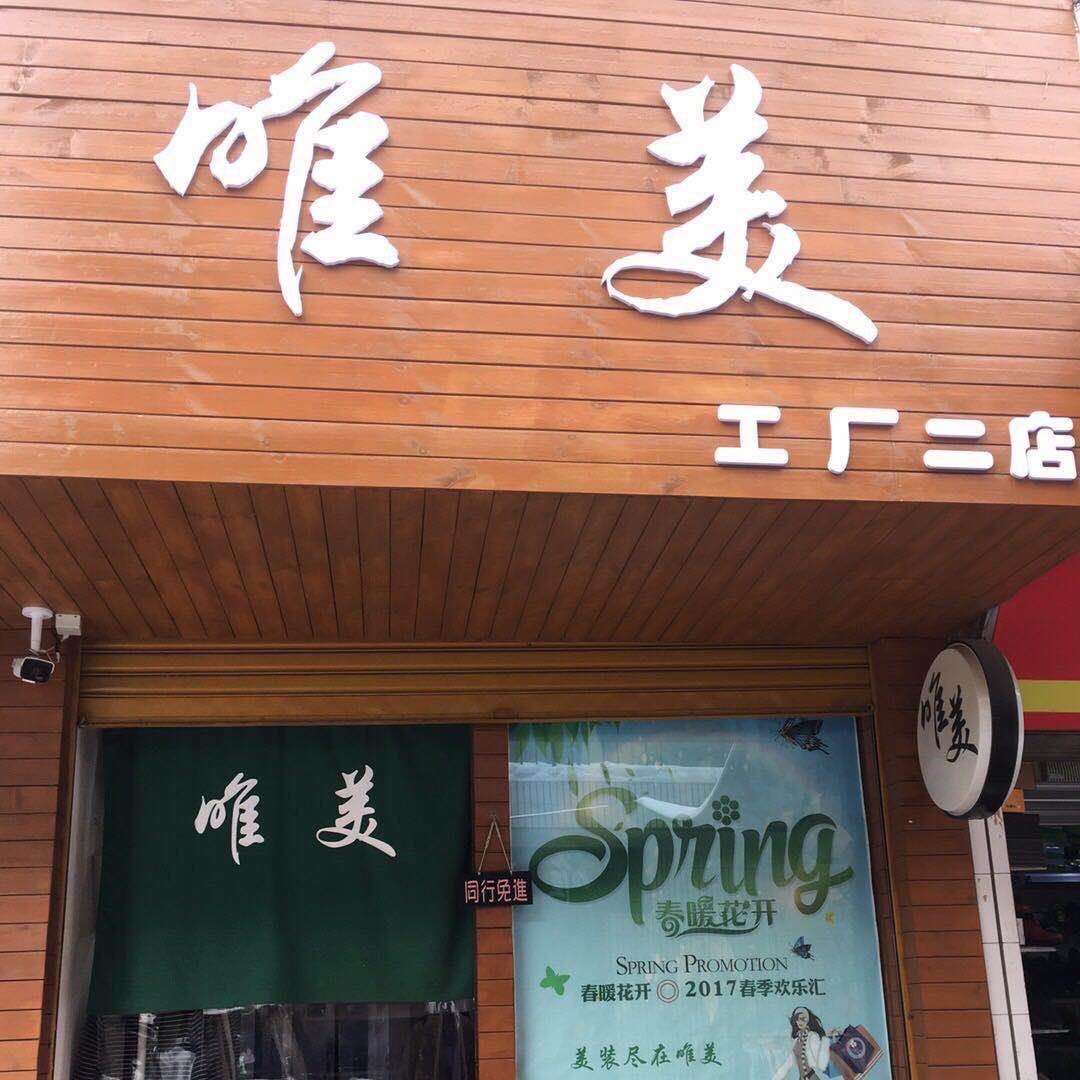 唯美
工厂二店
唯美
唯美
同行免進
Spring
春暖花开
SPRING PROMOTION
春暖花开◎2017春季欢乐汇
美装尽在唯美